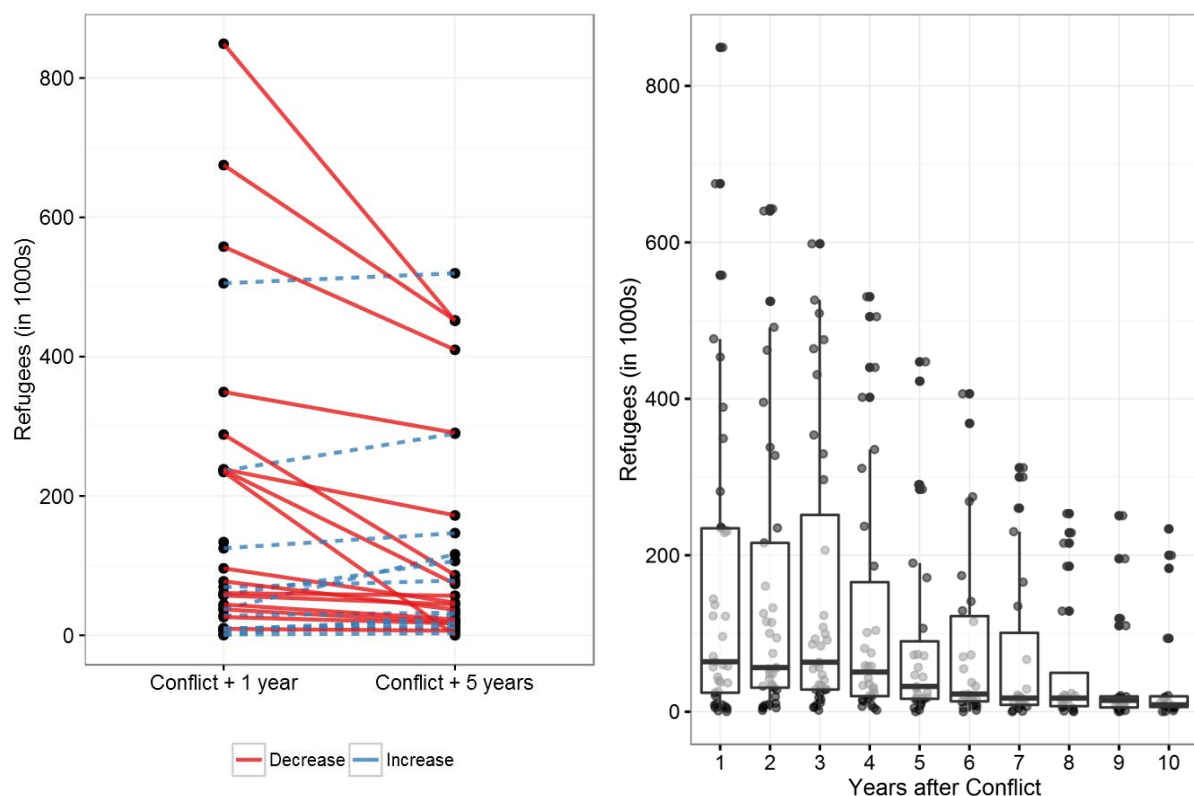 Refugees (in 1000s)
800
600
400
200
0
Conflict + 1 year
Conflict + 5 years
Decrease
Increase
Refugees (in 1000s)
800
600
400
200
0
1 2 3 4 5 6 7 8 9 10
Years after Conflict